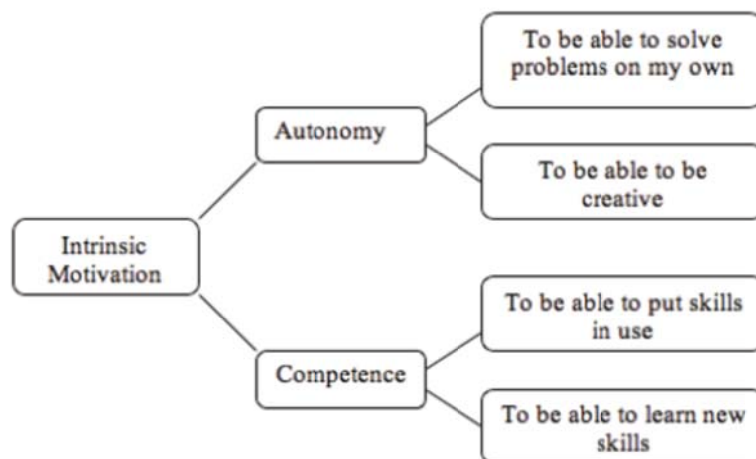 To be able to solve
problems on my own
Autonomy
To be able to be
creative
Intrinsic
Motivation
To be able to put skills
in use
Competence
To be able to learn new
skills